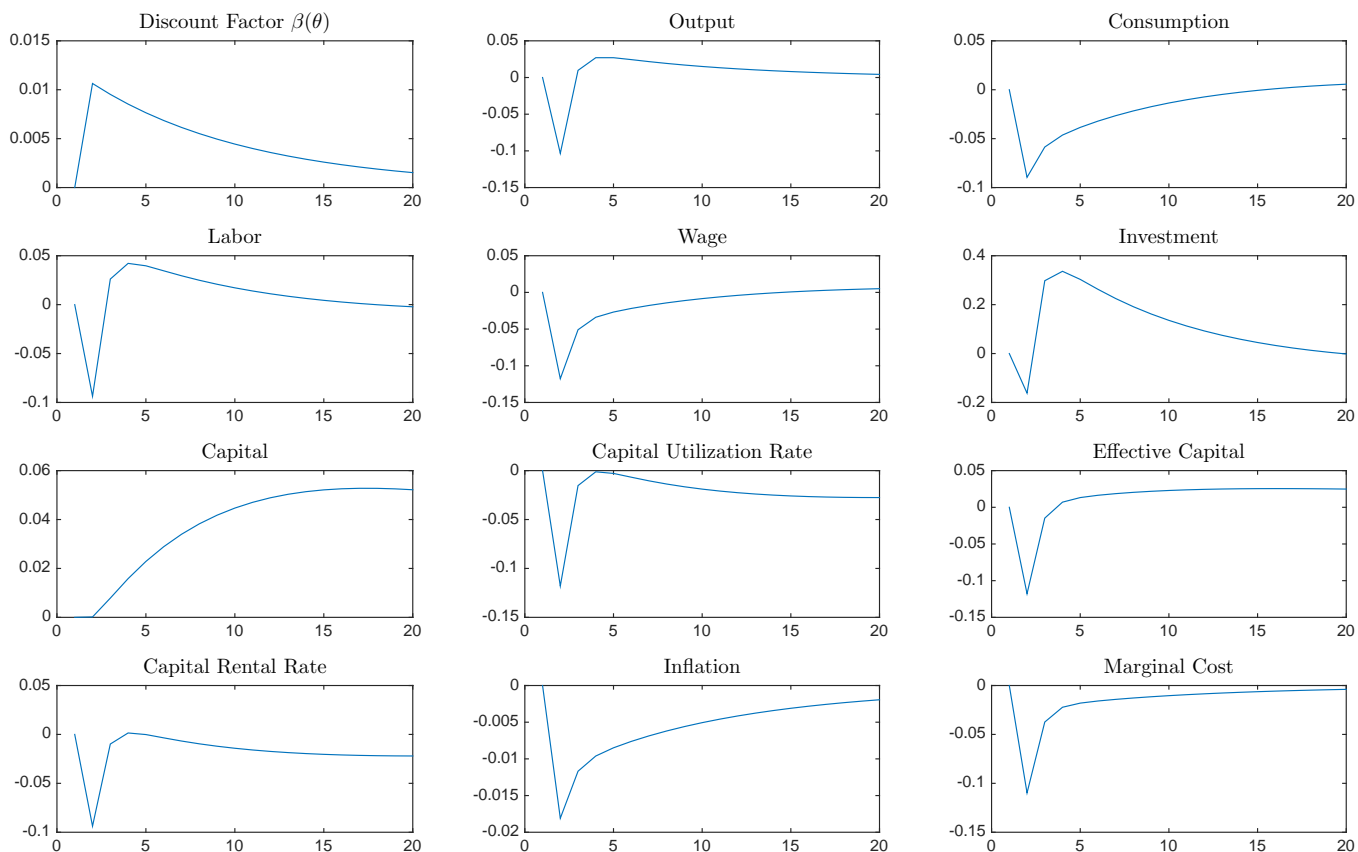 Discount Factor β(θ)
0.015
0.01
0.005
0
0 5 10 15 20
Output
0.05
0
-0.05
-0.1
-0.15
0 5 10 15 20
Consumption
0.05
0
-0.05
-0.1
0 5 10 15 20
Labor
0.05
0
-0.05
-0.1
0 5 10 15 20
Wage
0.05
0
-0.05
-0.1
-0.15
0 5 10 15 20
Investment
0.4
0.2
0
-0.2
0 5 10 15 20
Capital
0.06
0.04
0.02
0
0 5 10 15 20
Capital Utilization Rate
0
-0.05
-0.1
-0.15
0 5 10 15 20
Effective Capital
0.05
0
-0.05
-0.1
-0.15
0 5 10 15 20
Capital Rental Rate
0.05
0
-0.05
-0.1
0 5 10 15 20
Inflation
0
-0.005
-0.01
-0.015
-0.02
0 5 10 15 20
Marginal Cost
0
-0.05
-0.1
-0.15
0 5 10 15 20